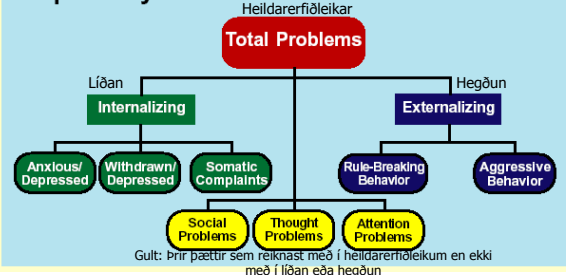 Heildarerfiðleikar
Total Problems
Líðan
Hegðun
Internalizing
Externalizing
Anxious/
Depressed
Withdrawn/
Depressed
Somatic
Complaints
Rule-Breaking
Behavior
Aggressive
Behavior
Social
Problems
Thought
Problems
Attention
Problems
Gult: Þrír þættir sem reiknast með í heildarerfiðleikum en ekki
með í líðan eða hegðun